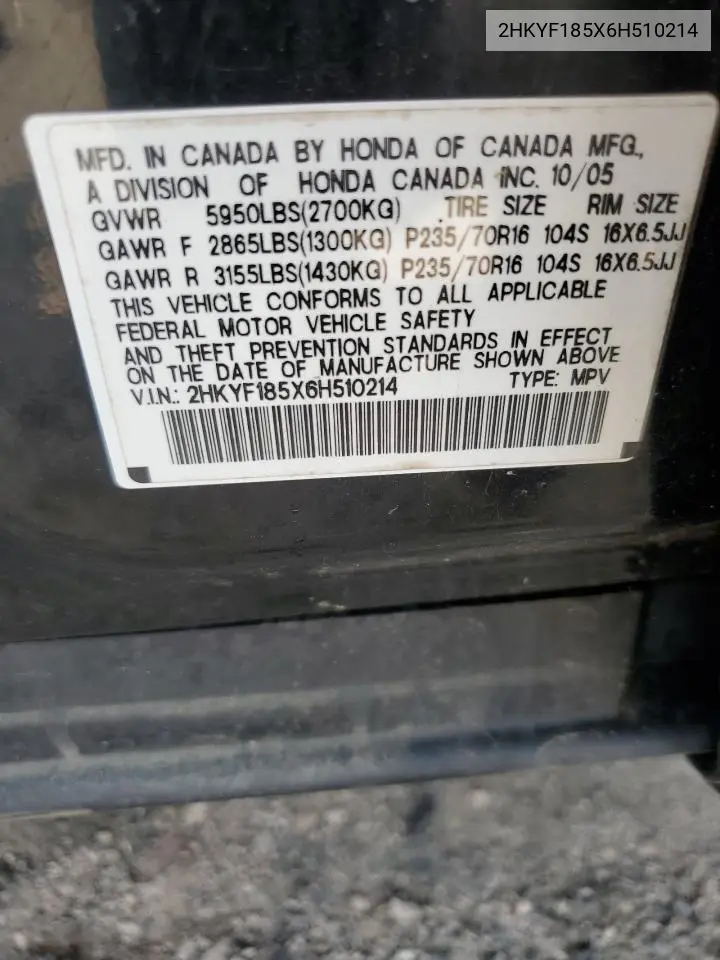 2HKYF185X6H510214
MFD. IN CANADA BY HONDA OF CANADA MFG.,
A DIVISION OF HONDA CANADA INC. 10/05
GVWR 5950LBS(2700KG) TIRE SIZE RIM SIZE
GAWR F 2865LBS(1300KG) P235/70R16 104S 16X6.5JJ
GAWR R 3155LBS(1430KG) P235/70R16 104S 16X6.5JJ
THIS VEHICLE CONFORMS TO ALL APPLICABLE
FEDERAL MOTOR VEHICLE SAFETY
AND THEFT PREVENTION STANDARDS IN EFFECT
ON THE DATE OF MANUFACTURE SHOWN ABOVE
V.I.N.: 2HKYF185X6H510214 TYPE: MPV